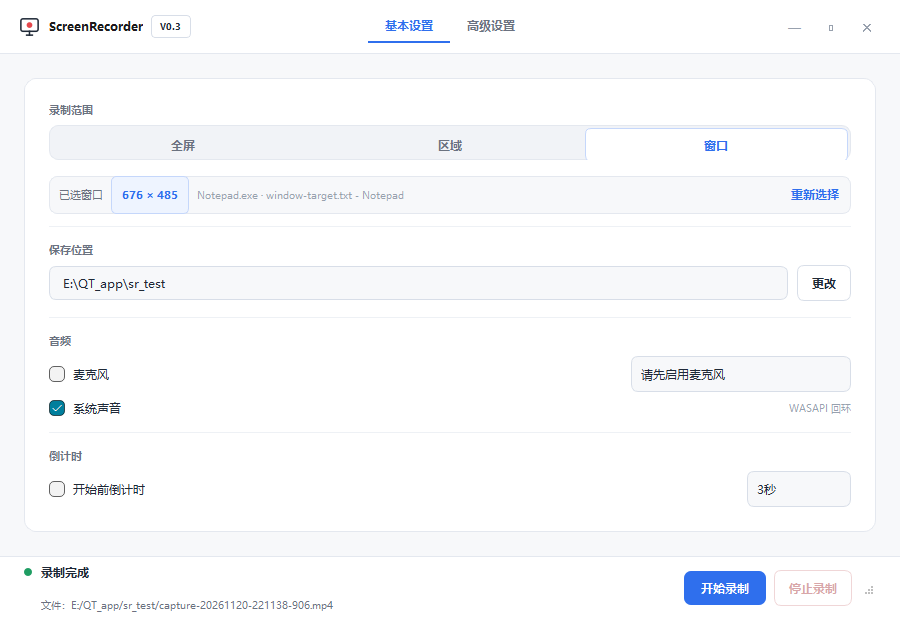 ScreenRecorder V0.3 基本设置 高级设置
录制范围
全屏 区域 窗口
已选窗口 676 × 485 Notepad.exe · window-target.txt - Notepad 重新选择
保存位置
E:\QT_app\sr_test 更改
音频
麦克风 请先启用麦克风
系统声音 WASAPI 回环
倒计时
开始前倒计时 3秒
录制完成
开始录制 停止录制
文件: E:/QT_app/sr_test/capture-20261120-221138-906.mp4